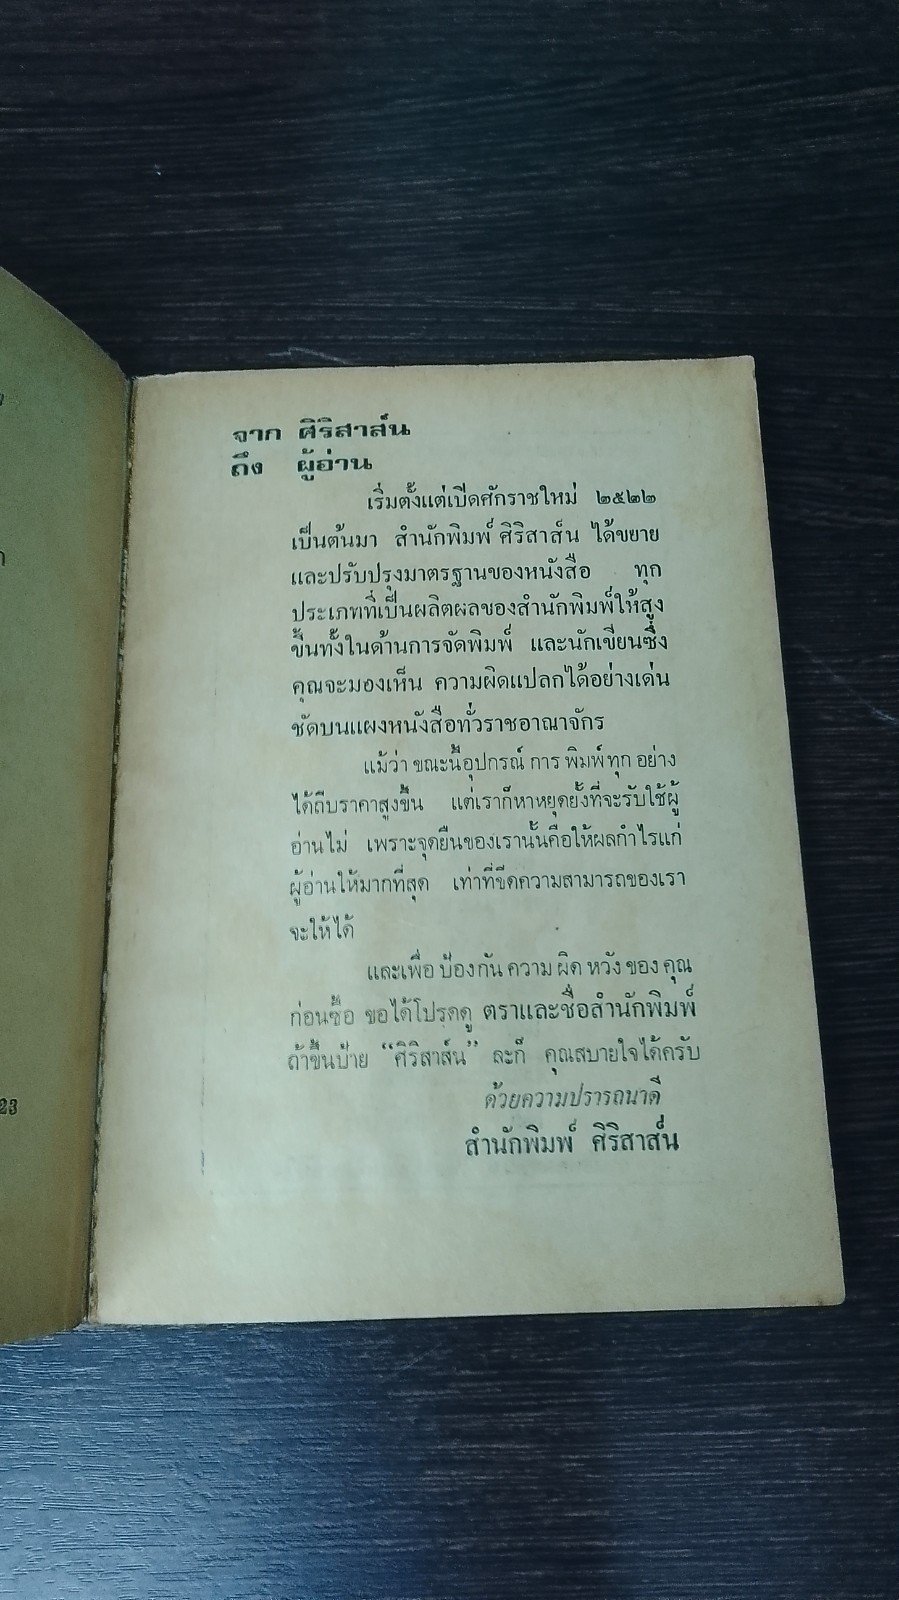 จาก ศิริสาส์น
ถึง ผู้อ่าน
เริ่มตั้งแต่เปิดศักราชใหม่ ๒๕๒๒
เป็นต้นมา สำนักพิมพ์ ศิริสาส์น ได้ขยาย
และปรับปรุงมาตรฐานของหนังสือ ทุก
ประเภทที่เป็นผลิตผลของสำนักพิมพ์ให้สูง
ขึ้นทั้งในด้านการจัดพิมพ์ และนักเขียนซึ่ง
คุณจะมองเห็น ความผิดแปลกได้อย่างเด่น
ชัดบนแผงหนังสือทั่วราชอาณาจักร
แม้ว่า ขณะนี้อุปกรณ์ การ พิมพ์ ทุก อย่าง
ได้ถีบราคาสูงขึ้น แต่เราก็หาหยุดยั้งที่จะรับใช้ผู้
อ่านไม่ เพราะจุดยืนของเรานั้นคือให้ผลกำไรแก่
ผู้อ่านให้มากที่สุด เท่าที่ขีดความสามารถของเรา
จะให้ได้
และเพื่อ ป้องกัน ความ ผิด หวัง ของ คุณ
ก่อนซื้อ ขอได้โปรดดู ตราและชื่อสำนักพิมพ์
ถ้าขึ้นป้าย “ศิริสาส์น” ละก็ คุณสบายใจได้ครับ
ด้วยความปรารถนาดี
สำนักพิมพ์ ศิริสาส์น
23